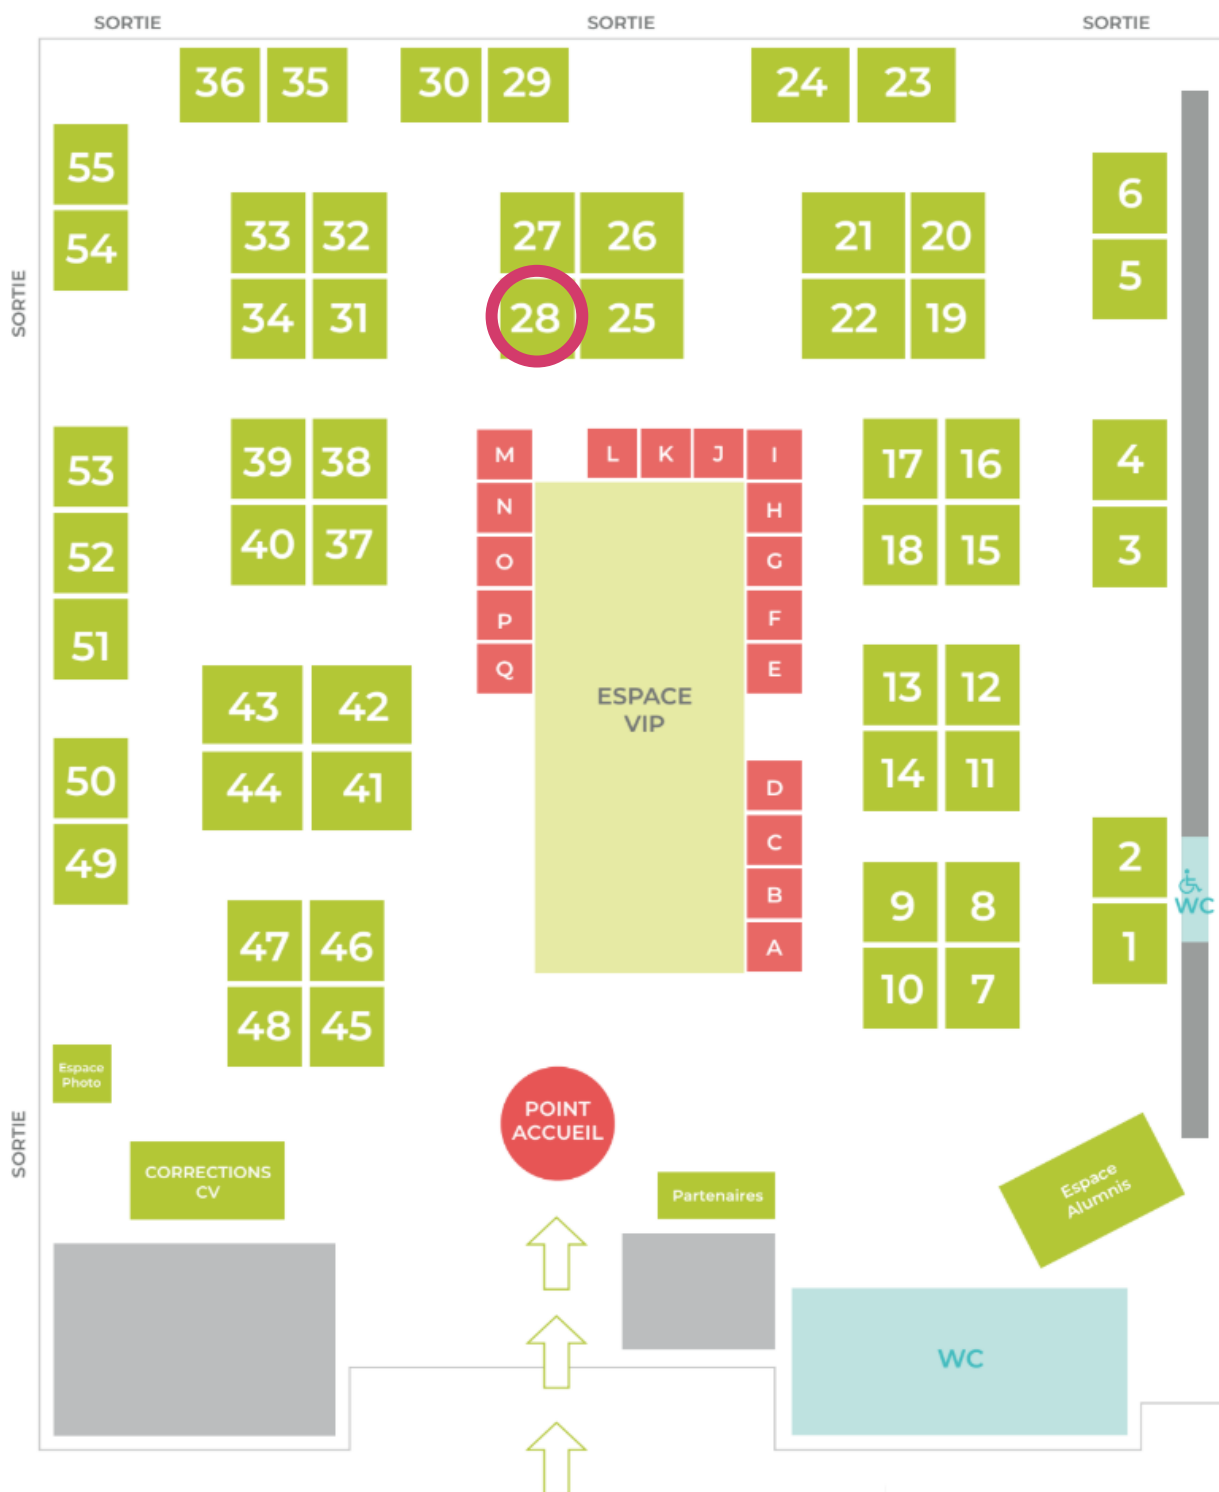 SORTIE SORTIE SORTIE
36 35 30 29 24 23
55 6
54 5
33 32 27 26 21 20
34 31 28 25 22 19
SORTIE
53 39 38 M L K J I 17 16 4
52 40 37 N H 18 15 3
O G
51 P F
Q E
43 42 ESPACE 13 12
VIP
50 44 41 D 14 11
49 C 2
B 9 8 WC
47 46 A 1
48 45 10 7
Espace
Photo
POINT
ACCUEIL
SORTIE
CORRECTIONS
CV
Partenaires
Espace
Alumnis
WC